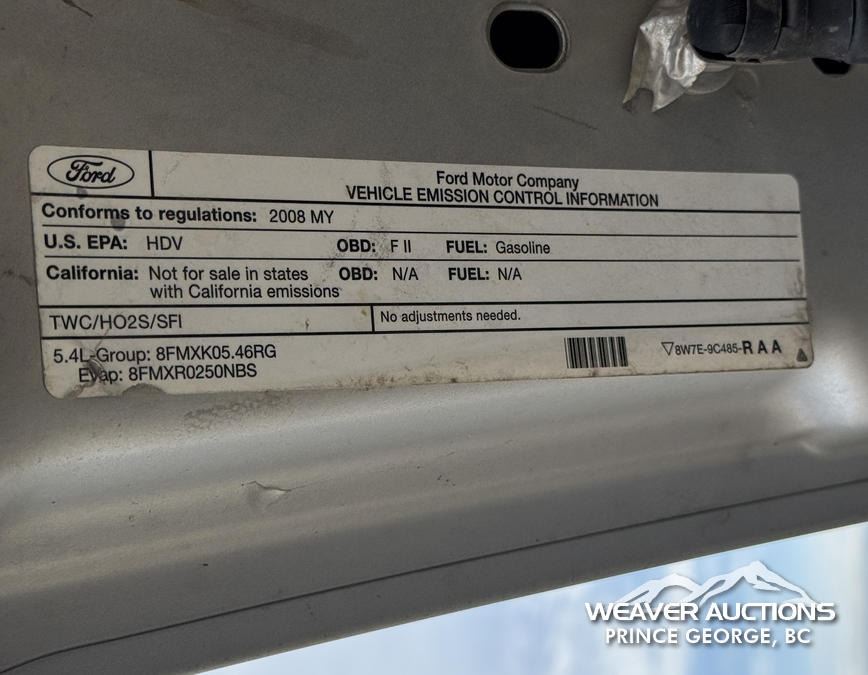 Ford
Ford Motor Company
VEHICLE EMISSION CONTROL INFORMATION
Conforms to regulations: 2008 MY
U.S. EPA: HDV OBD: F II FUEL: Gasoline
California: Not for sale in states OBD: N/A FUEL: N/A
with California emissions
TWC/HO2S/SFI No adjustments needed.
5.4L-Group: 8FMXK05.46RG
Evap: 8FMXR0250NBS
▽8W7E-9C485-R A A
WEAVER AUCTIONS
PRINCE GEORGE, BC